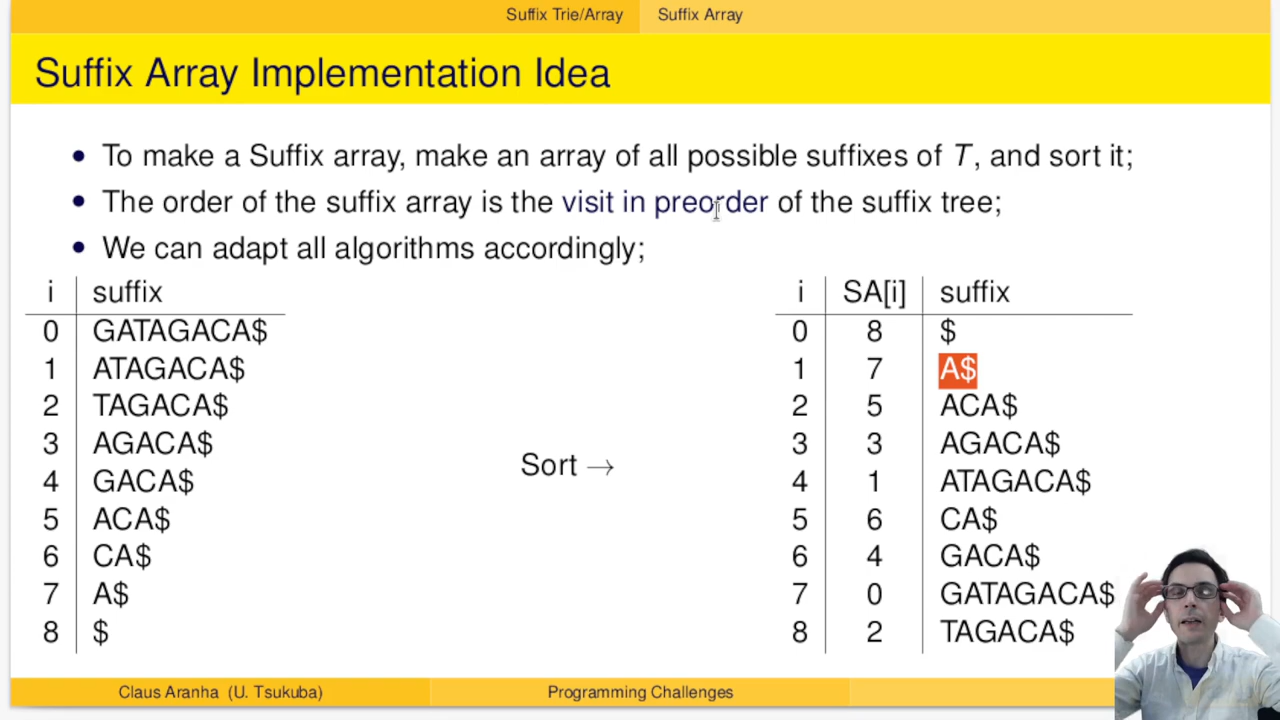 Suffix Trie/Array Suffix Array
Suffix Array Implementation Idea
• To make a Suffix array, make an array of all possible suffixes of T, and sort it;
• The order of the suffix array is the visit in preorder of the suffix tree;
• We can adapt all algorithms accordingly;
i suffix
0 GATAGACA$
1 ATAGACA$
2 TAGACA$
3 AGACA$
4 GACA$
5 ACA$
6 CA$
7 A$
8 $
Sort →
i SA[i] suffix
0 8 $
1 7 A$
2 5 ACA$
3 3 AGACA$
4 1 ATAGACA$
5 6 CA$
6 4 GACA$
7 0 GATAGACA$
8 2 TAGACA$
Claus Aranha (U. Tsukuba) Programming Challenges